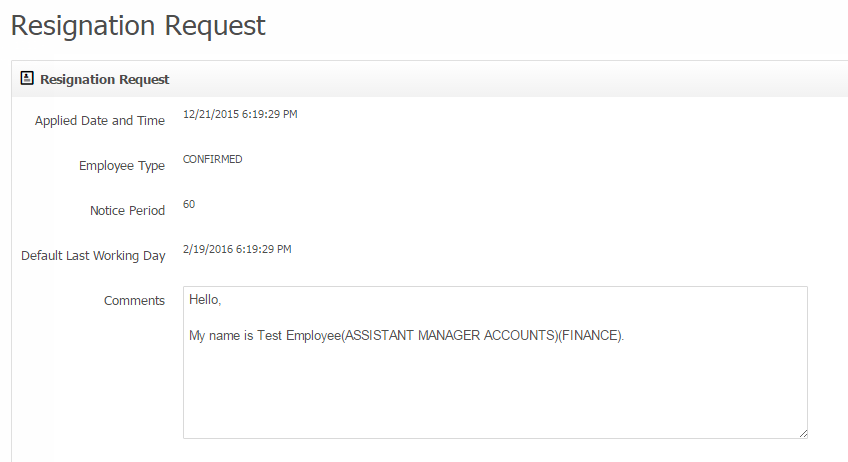 Resignation Request
Resignation Request
Applied Date and Time 12/21/2015 6:19:29 PM
Employee Type CONFIRMED
Notice Period 60
Default Last Working Day 2/19/2016 6:19:29 PM
Comments Hello,
My name is Test Employee(ASSISTANT MANAGER ACCOUNTS)(FINANCE).